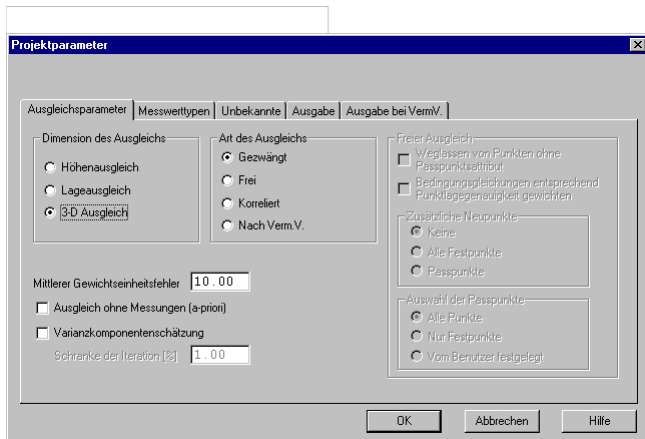 Projektparameter
Ausgleichsparameter Messwerttypen Unbekannte Ausgabe Ausgabe bei VermV.
Dimension des Ausgleichs
Höhenausgleich
Lageausgleich
3-D Ausgleich
Art des Ausgleichs
Gezwängt
Frei
Korreliert
Nach Verm.V.
Mittlerer Gewichtseinheitsfehler 10.00
Ausgleich ohne Messungen (a-priori)
Varianzkomponentenschätzung
Schranke der Iteration [%] 1.00
Freier Ausgleich
Weglassen von Punkten ohne
Passpunktsattribut
Bedingungsgleichungen entsprechend
Punktlagegenauigkeit gewichten
Zusätzliche Neupunkte
Keine
Alle Festpunkte
Passpunkte
Auswahl der Passpunkte
Alle Punkte
Nur Festpunkte
Vom Benutzer festgelegt
OK Abbrechen Hilfe